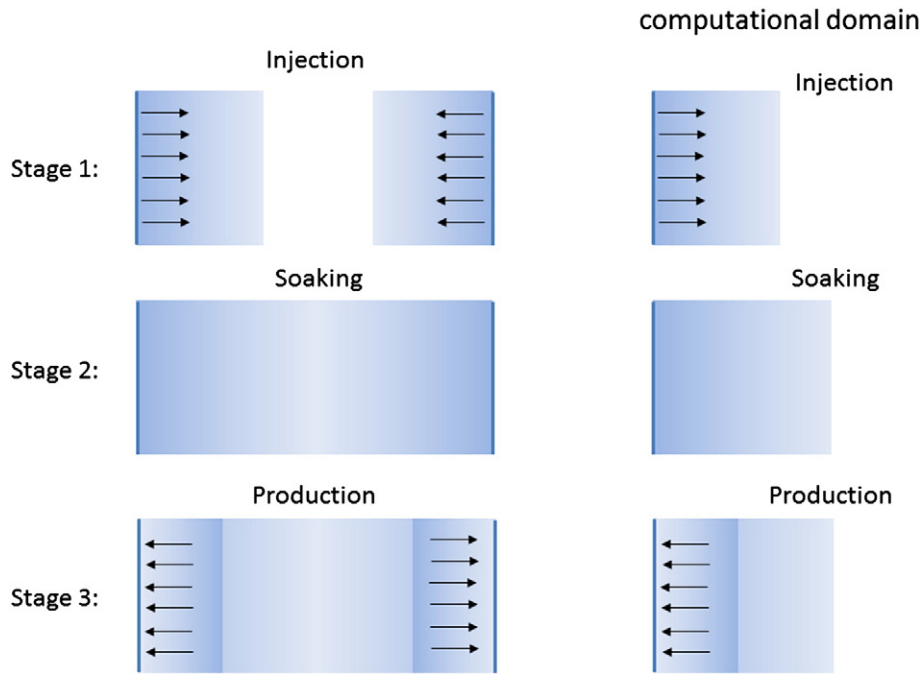 computational domain
Injection
Injection
Stage 1:
Soaking
Soaking
Stage 2:
Production
Production
Stage 3: